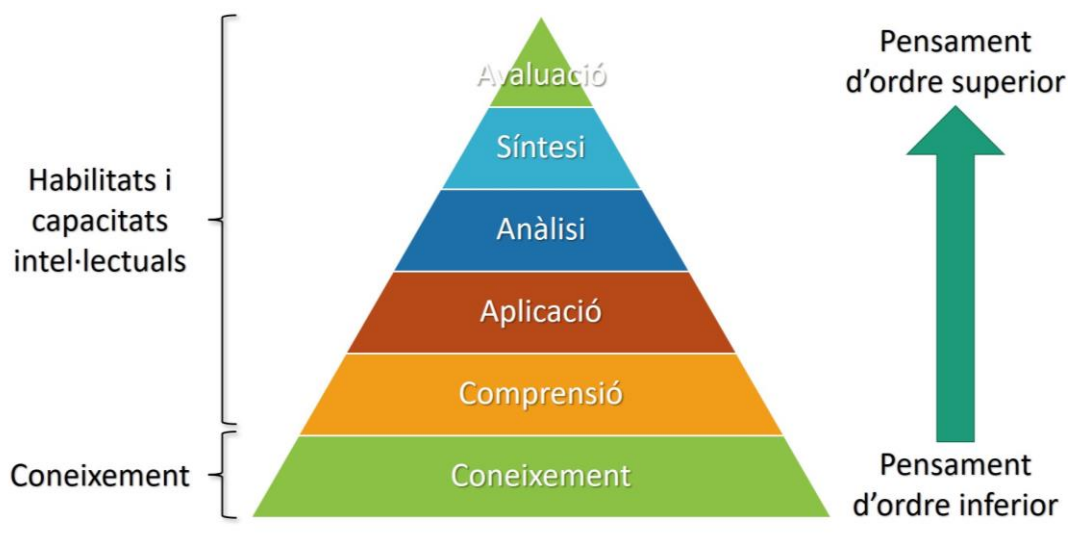 Habilitats i
capacitats
intel·lectuals
Coneixement
Avaluació
Síntesi
Anàlisi
Aplicació
Comprensió
Coneixement
Pensament
d’ordre superior
Pensament
d’ordre inferior